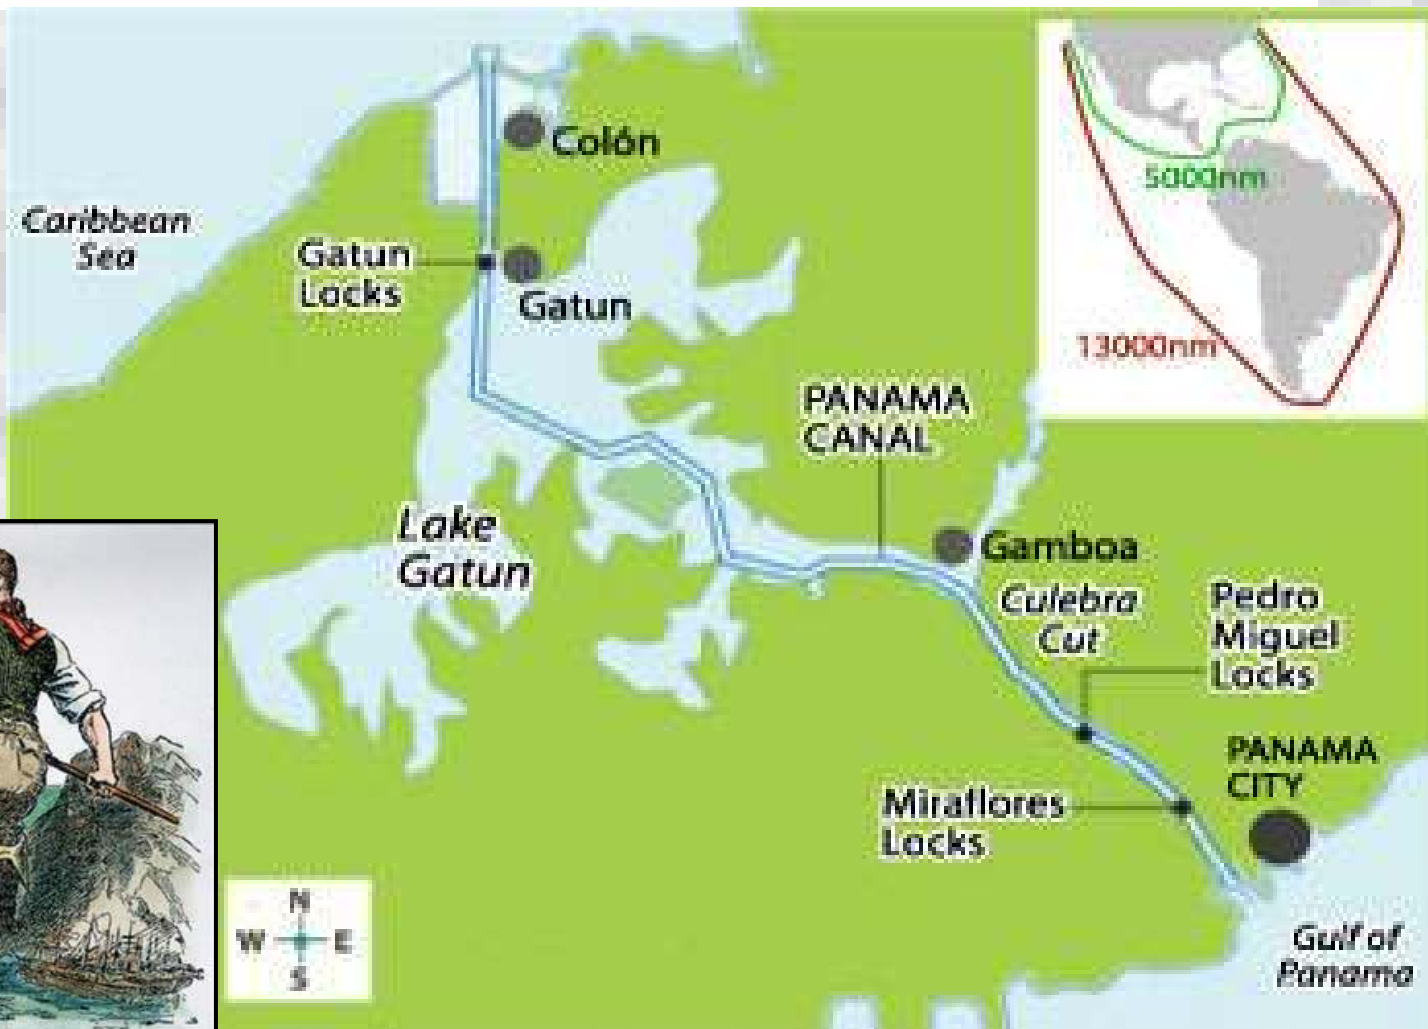 Colón
Caribbean
Sea
Gatun
Locks
Gatun
5000nm
13000nm
PANAMA
CANAL
Lake
Gatun
Gamboa
Culebra
Cut
Pedro
Miguel
Locks
PANAMA
CITY
Miraflores
Locks
N
W E
S
Gulf of
Panama